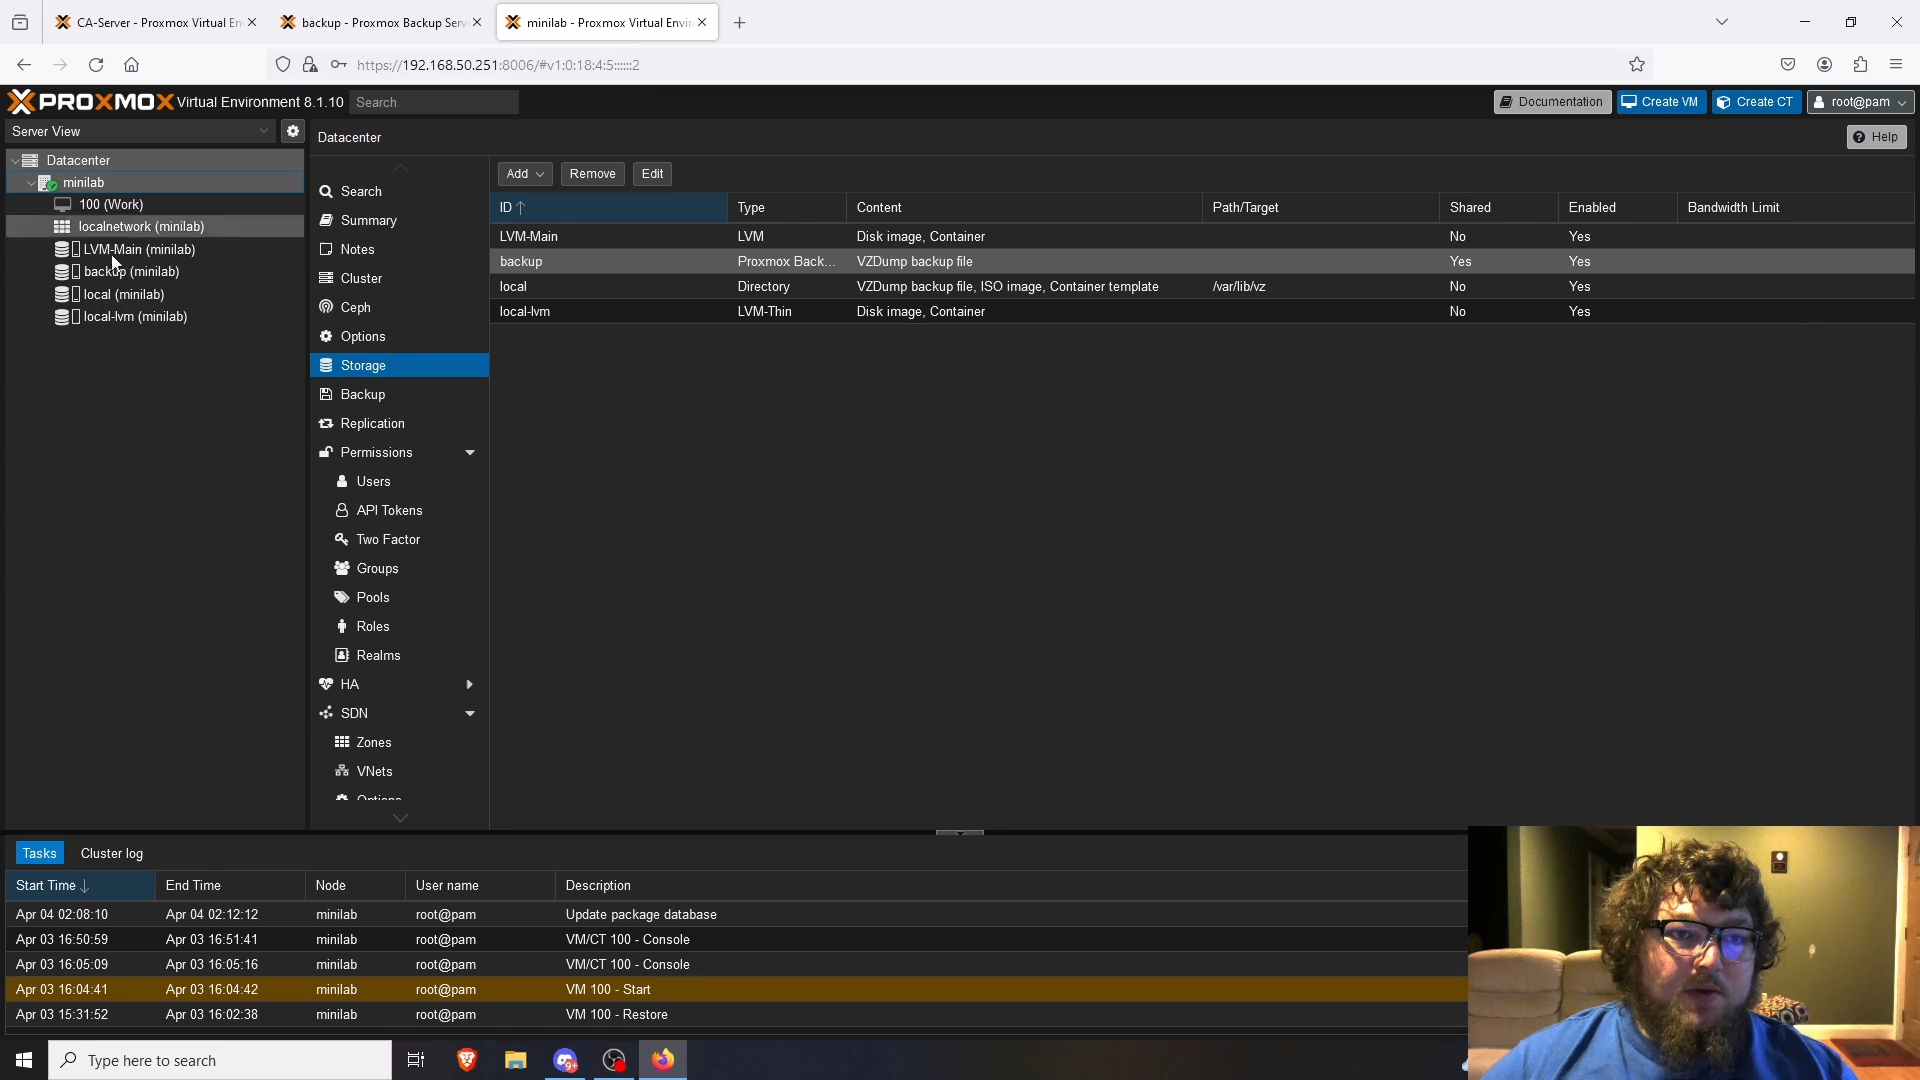 CA-Server - Proxmox Virtual En
backup - Proxmox Backup Serv
minilab - Proxmox Virtual Envir
https://192.168.50.251:8006/#v1:0:18:4:5::::::2
PROXMOX Virtual Environment 8.1.10
Search
Documentation
Create VM
Create CT
root@pam
Server View
Datacenter
Help
Datacenter
minilab
100 (Work)
localnetwork (minilab)
LVM-Main (minilab)
backup (minilab)
local (minilab)
local-lvm (minilab)
Search
Summary
Notes
Cluster
Ceph
Options
Storage
Backup
Replication
Permissions
Users
API Tokens
Two Factor
Groups
Pools
Roles
Realms
HA
SDN
Zones
VNets
Options
Add
Remove
Edit
ID Type Content Path/Target Shared Enabled Bandwidth Limit
LVM-Main LVM Disk image, Container No Yes
backup Proxmox Back... VZDump backup file Yes Yes
local Directory VZDump backup file, ISO image, Container template /var/lib/vz No Yes
local-lvm LVM-Thin Disk image, Container No Yes
Tasks
Cluster log
Start Time End Time Node User name Description
Apr 04 02:08:10 Apr 04 02:12:12 minilab root@pam Update package database
Apr 03 16:50:59 Apr 03 16:51:41 minilab root@pam VM/CT 100 - Console
Apr 03 16:05:09 Apr 03 16:05:16 minilab root@pam VM/CT 100 - Console
Apr 03 16:04:41 Apr 03 16:04:42 minilab root@pam VM 100 - Start
Apr 03 15:31:52 Apr 03 16:02:38 minilab root@pam VM 100 - Restore
Type here to search
9+